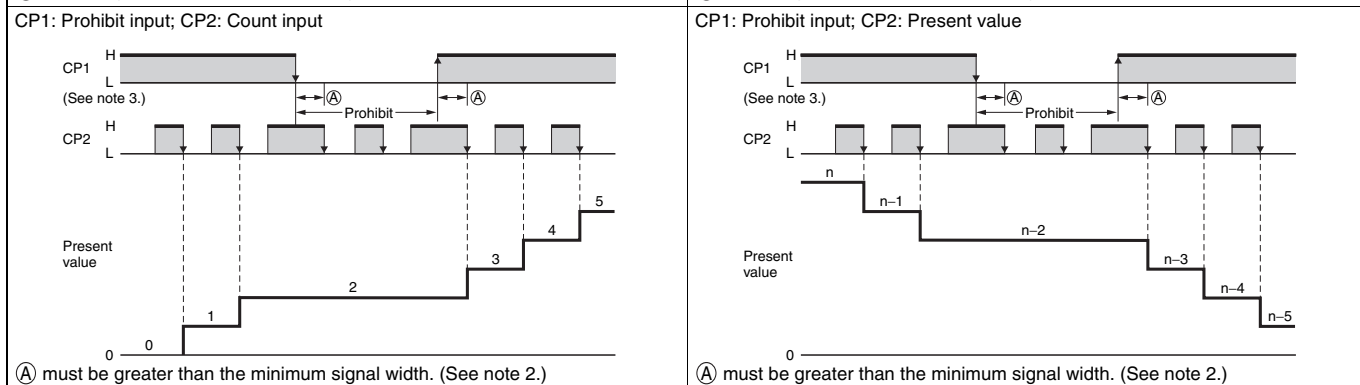 CP1: Prohibit input; CP2: Count input
H
CP1
L
(See note 3.)
Ⓐ
Ⓐ
Prohibit
H
CP2
L
5
4
Present
value
3
2
1
0
0
Ⓐ must be greater than the minimum signal width. (See note 2.)
CP1: Prohibit input; CP2: Present value
H
CP1
L
(See note 3.)
Ⓐ
Ⓐ
Prohibit
H
CP2
L
n
n–1
n–2
Present
value
n–3
n–4
n–5
0
Ⓐ must be greater than the minimum signal width. (See note 2.)